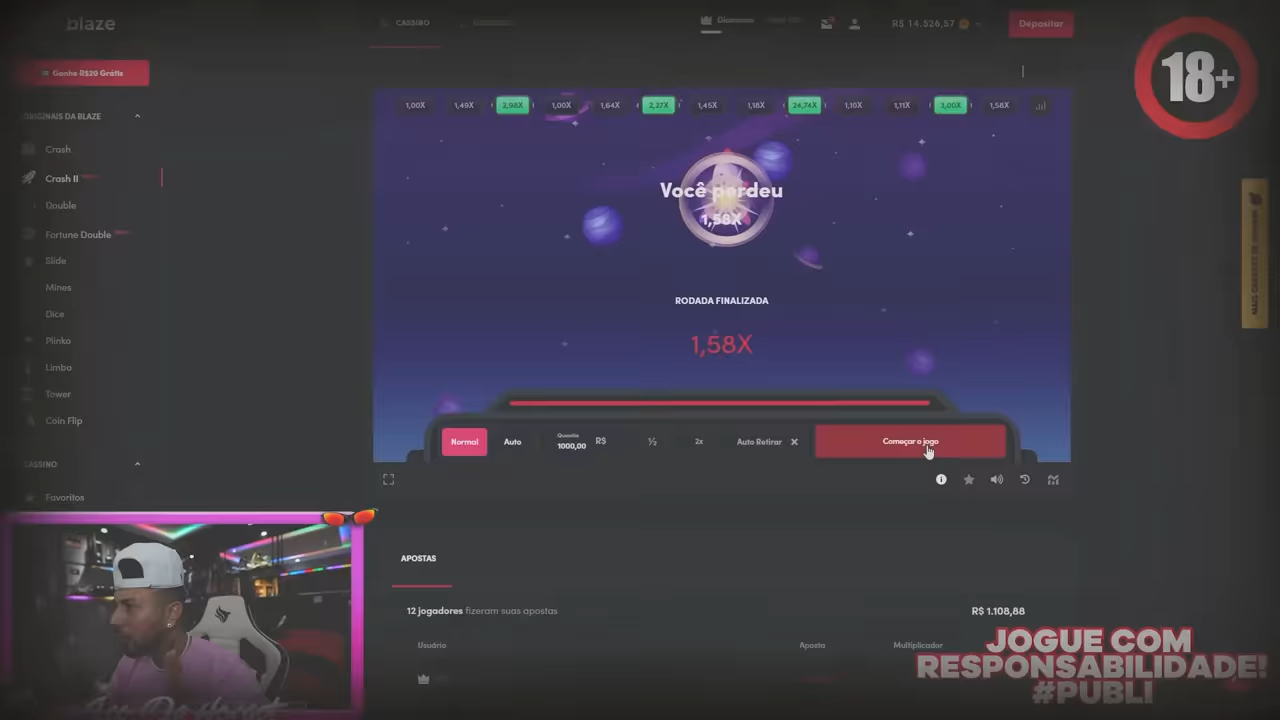 blaze
CASSINO
Diamante
R$ 14.526,57
Depositar
18+
Ganhe R$20 Grátis
ORIGINAIS DA BLAZE
Crash
Crash II
Double
Fortune Double
Slide
Mines
Dice
Plinko
Limbo
Tower
Coin Flip
CASSINO
Favoritos
1,00X 1,49X 2,98X 1,00X 1,64X 2,27X 1,45X 1,18X 24,74X 1,10X 1,11X 3,00X 1,58X
Você perdeu
1,58X
RODADA FINALIZADA
1,58X
Normal Auto
Quantia
1000,00 R$ ½ 2x Auto Retirar Começar o jogo
APOSTAS
12 jogadores fizeram suas apostas R$ 1.108,88
Usuário Aposta Multiplicador
JOGUE COM
RESPONSABILIDADE!
#PUBLI